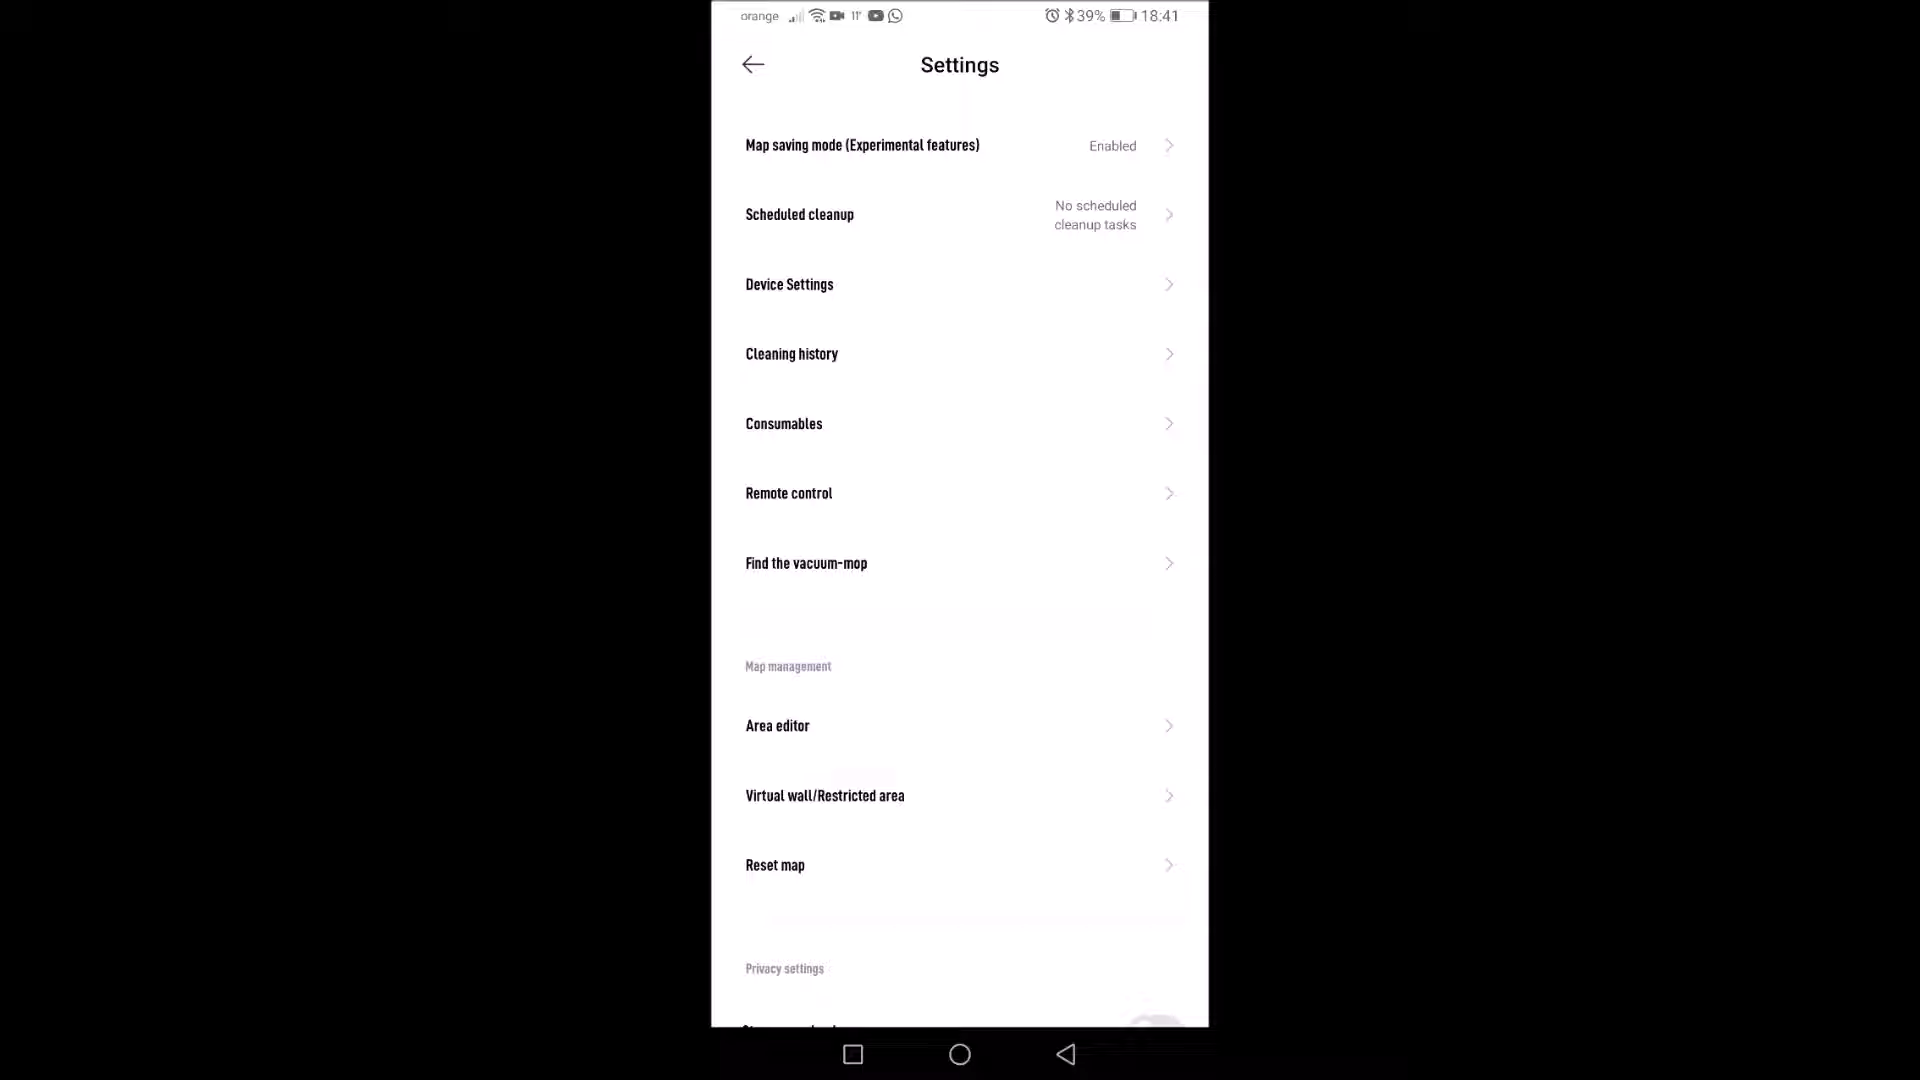 orange 11° 39% 18:41
Settings
Map saving mode (Experimental features) Enabled
Scheduled cleanup No scheduled
cleanup tasks
Device Settings
Cleaning history
Consumables
Remote control
Find the vacuum-mop
Map management
Area editor
Virtual wall/Restricted area
Reset map
Privacy settings